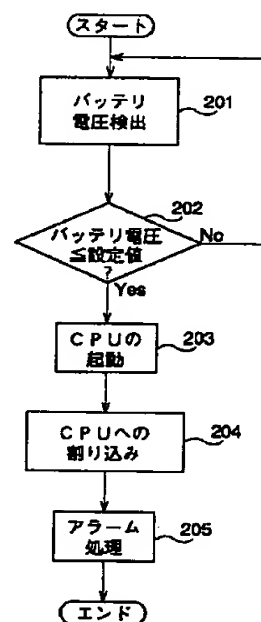 スタート
バッテリ
電圧検出
201
202
バッテリ電圧
≦設定値
?
No
Yes
CPUの
起動
203
CPUへの
割り込み
204
アラーム
処理
205
エンド